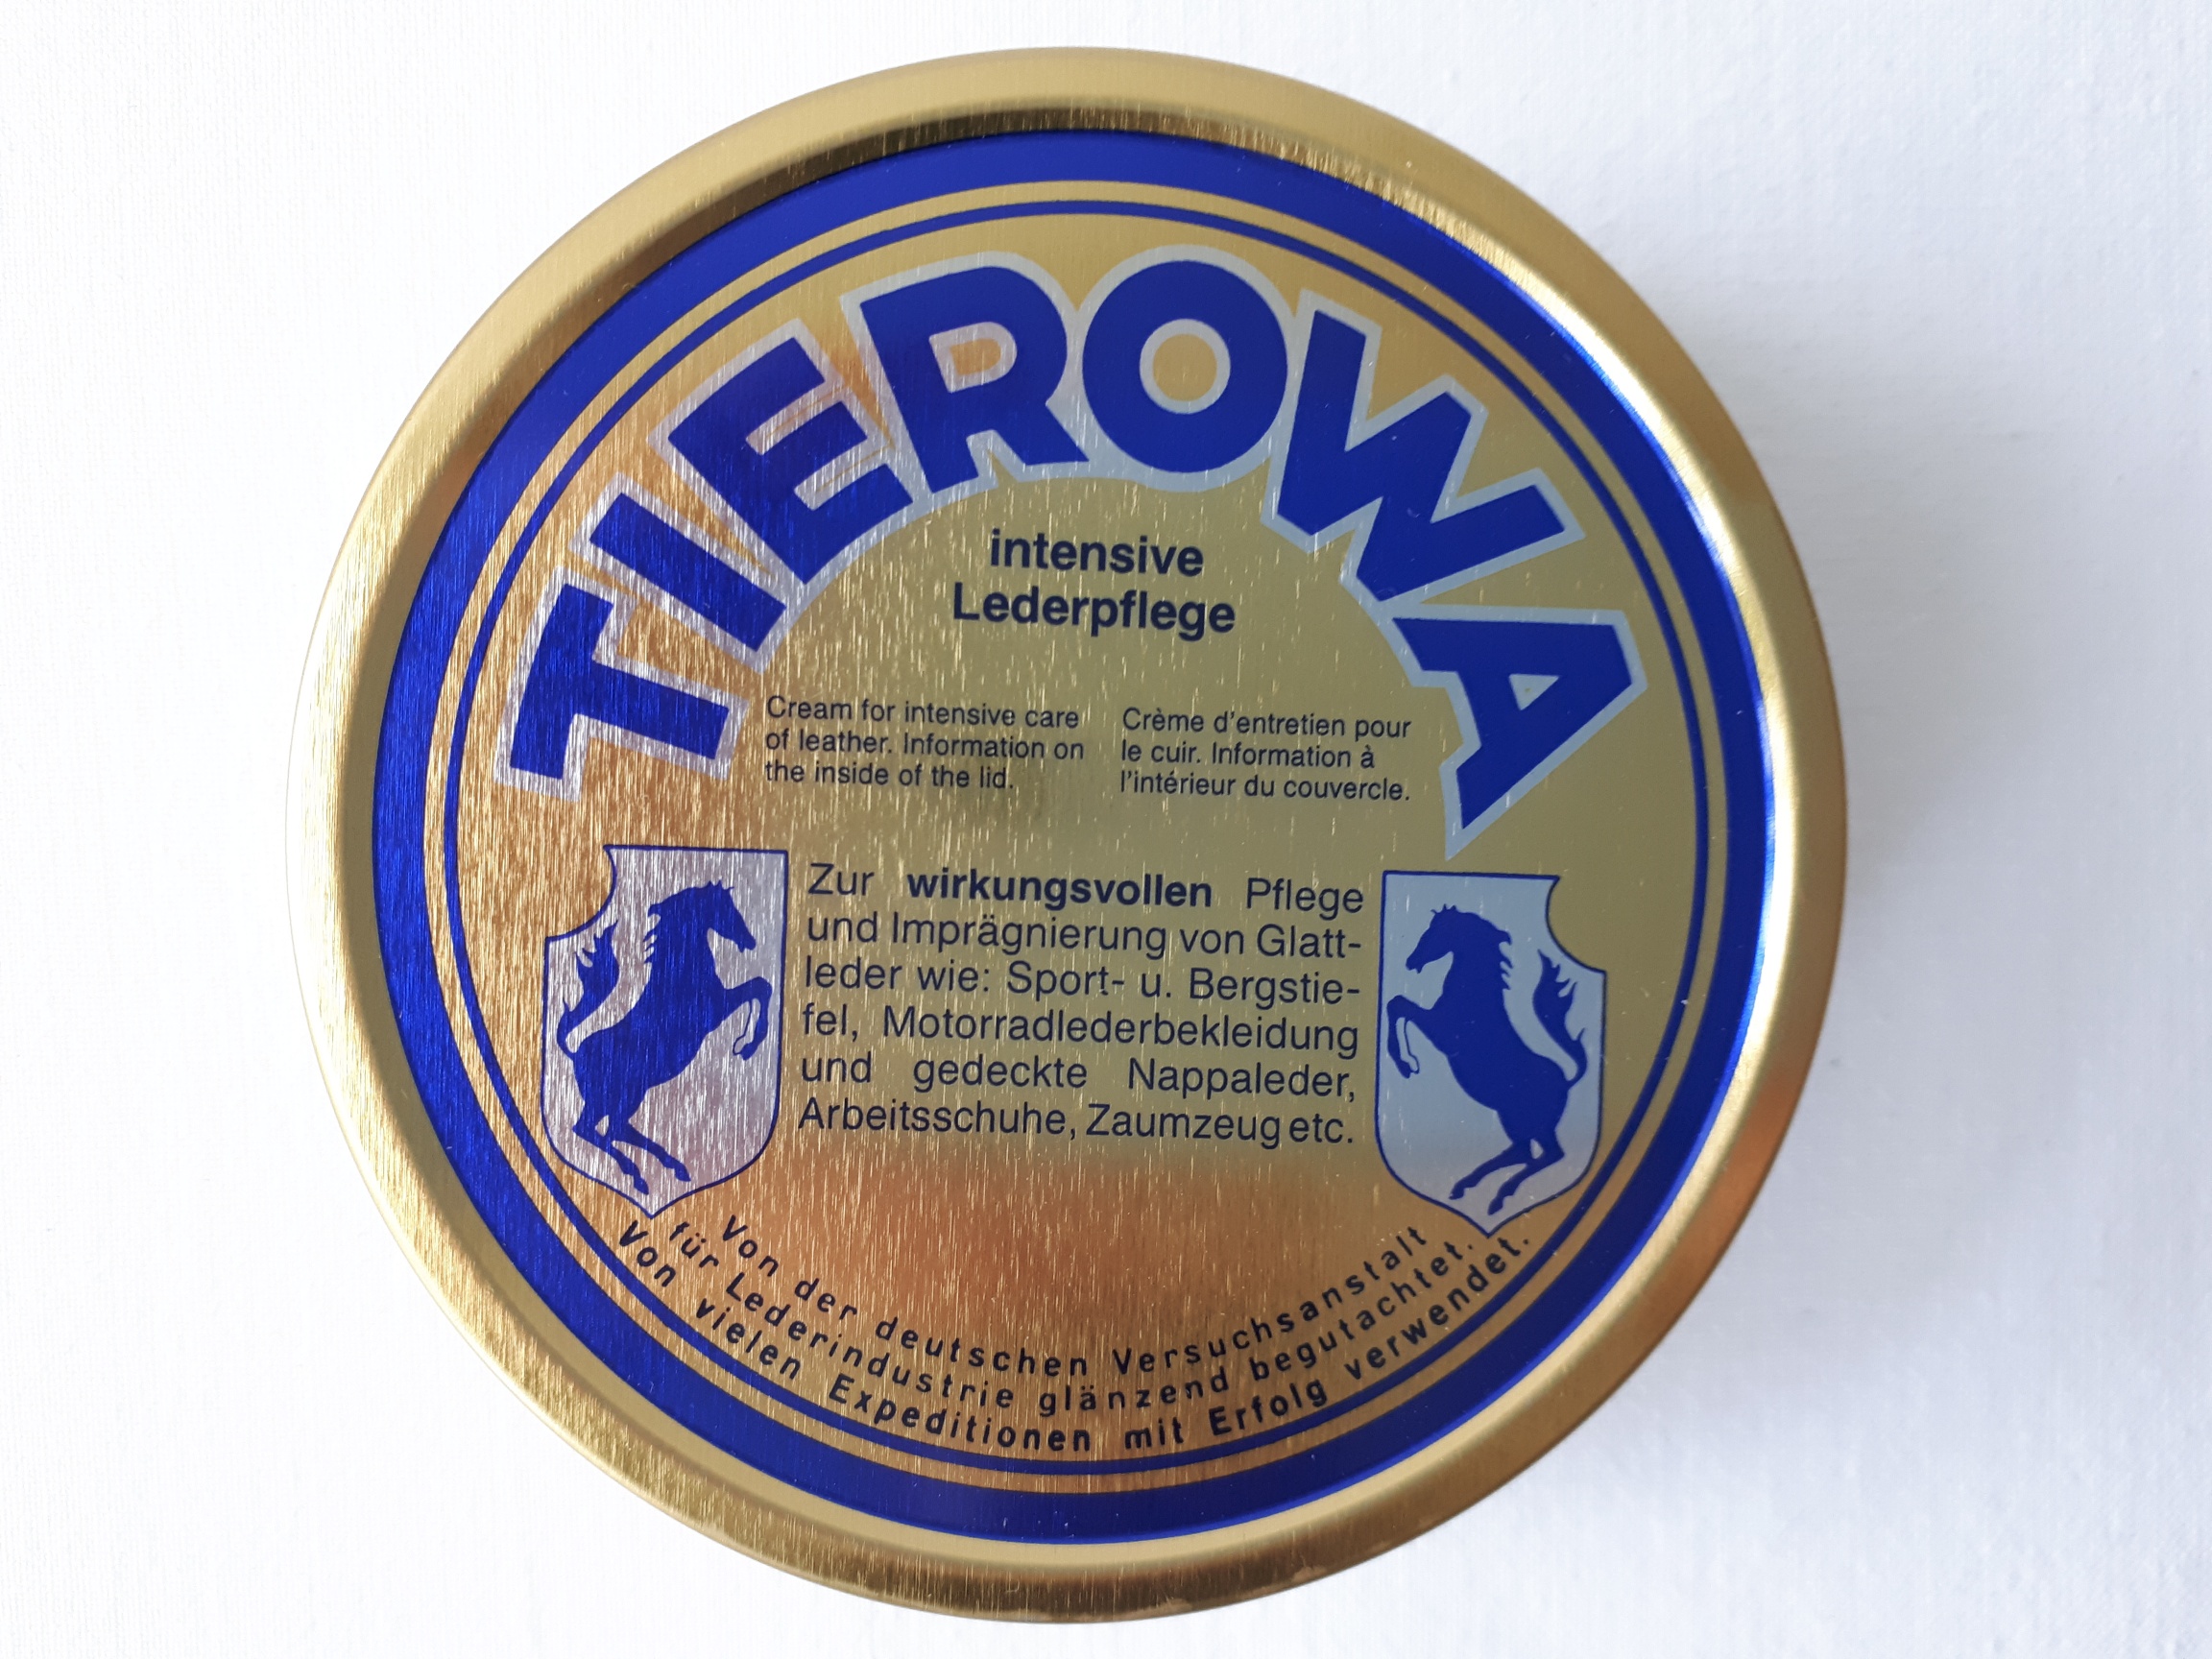 TIEROWA
intensive
Lederpflege
Cream for intensive care
of leather. Information on
the inside of the lid.
Crème d'entretien pour
le cuir. Information à
l'intérieur du couvercle.
Zur wirkungsvollen Pflege
und Imprägnierung von Glatt-
leder wie: Sport- u. Bergstie-
fel, Motorradlederbekleidung
und gedeckte Nappaleder,
Arbeitsschuhe, Zaumzeug etc.
Von der deutschen Versuchsanstalt
für Lederindustrie glänzend begutachtet.
Von vielen Expeditionen mit Erfolg verwendet.